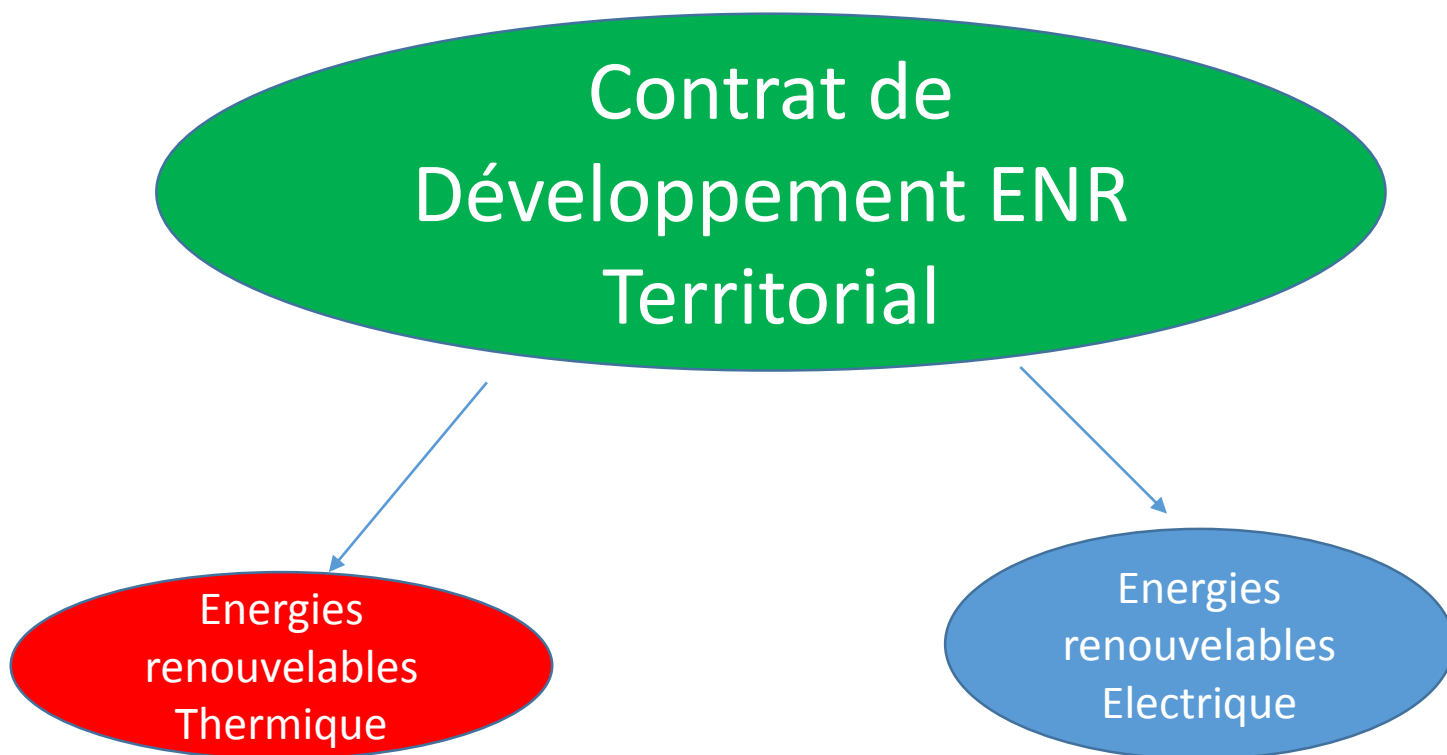 Contrat de
Développement ENR
Territorial
Energies
renouvelables
Thermique
Energies
renouvelables
Electrique